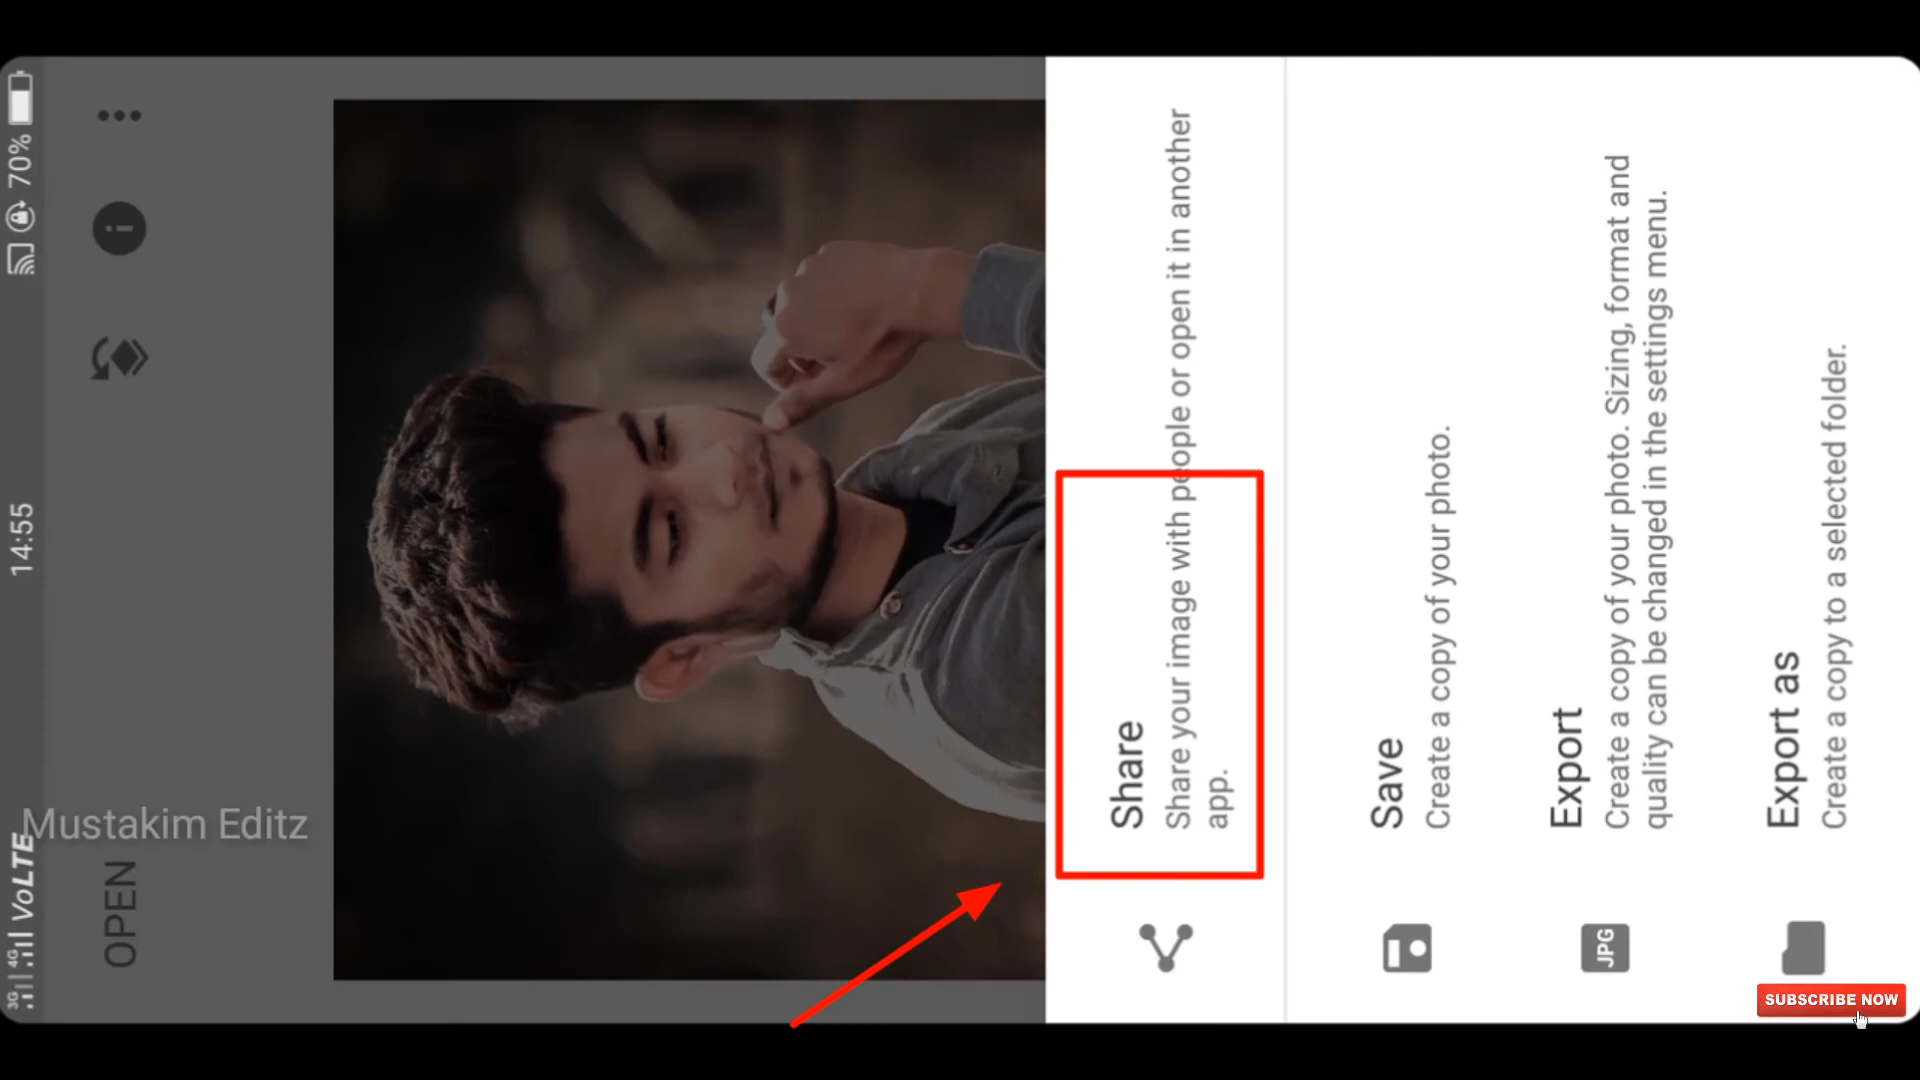 3G 4G VoLTE
14:55
70%
OPEN
Mustakim Editz
Share
Share your image with people or open it in another
app.
Save
Create a copy of your photo.
Export
Create a copy of your photo. Sizing, format and
quality can be changed in the settings menu.
JPG
Export as
Create a copy to a selected folder.
SUBSCRIBE NOW